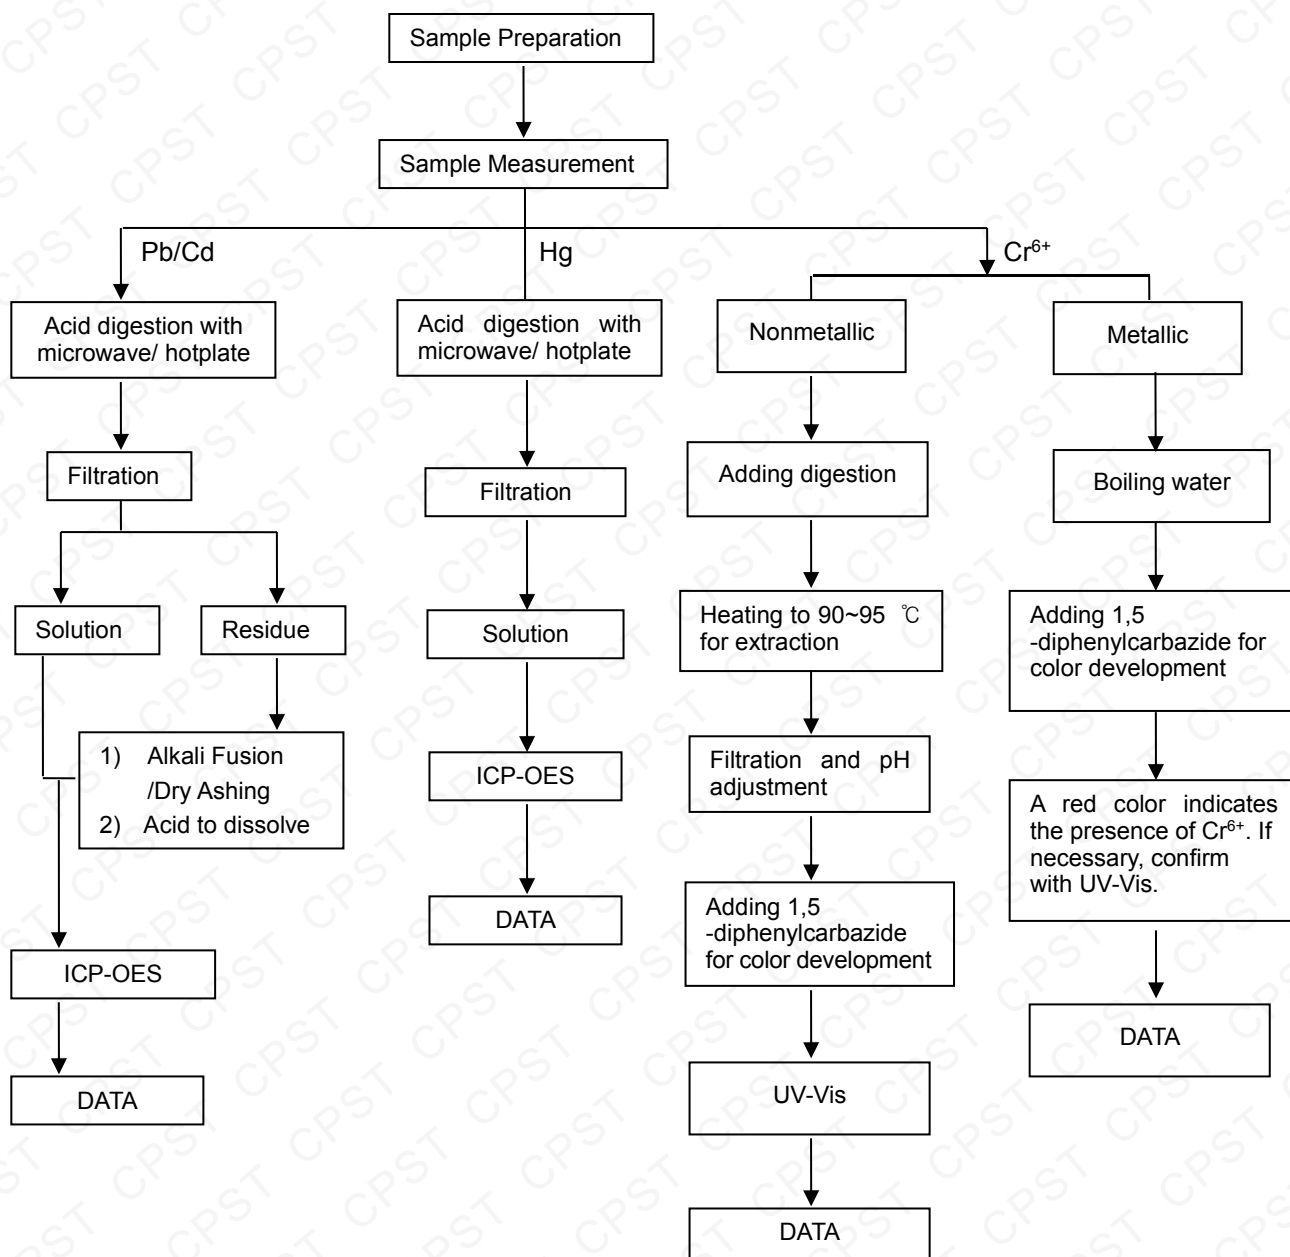 Sample Preparation
Sample Measurement
Pb/Cd
Hg
Cr⁶⁺
Acid digestion with
microwave/ hotplate
Acid digestion with
microwave/ hotplate
Nonmetallic
Metallic
Filtration
Filtration
Adding digestion
Boiling water
Solution
Residue
Solution
Heating to 90~95 ℃
for extraction
Adding 1,5
-diphenylcarbazide for
color development
1) Alkali Fusion
/Dry Ashing
2) Acid to dissolve
ICP-OES
Filtration and pH
adjustment
A red color indicates
the presence of Cr⁶⁺. If
necessary, confirm
with UV-Vis.
DATA
Adding 1,5
-diphenylcarbazide
for color development
ICP-OES
DATA
DATA
UV-Vis
DATA
CPST